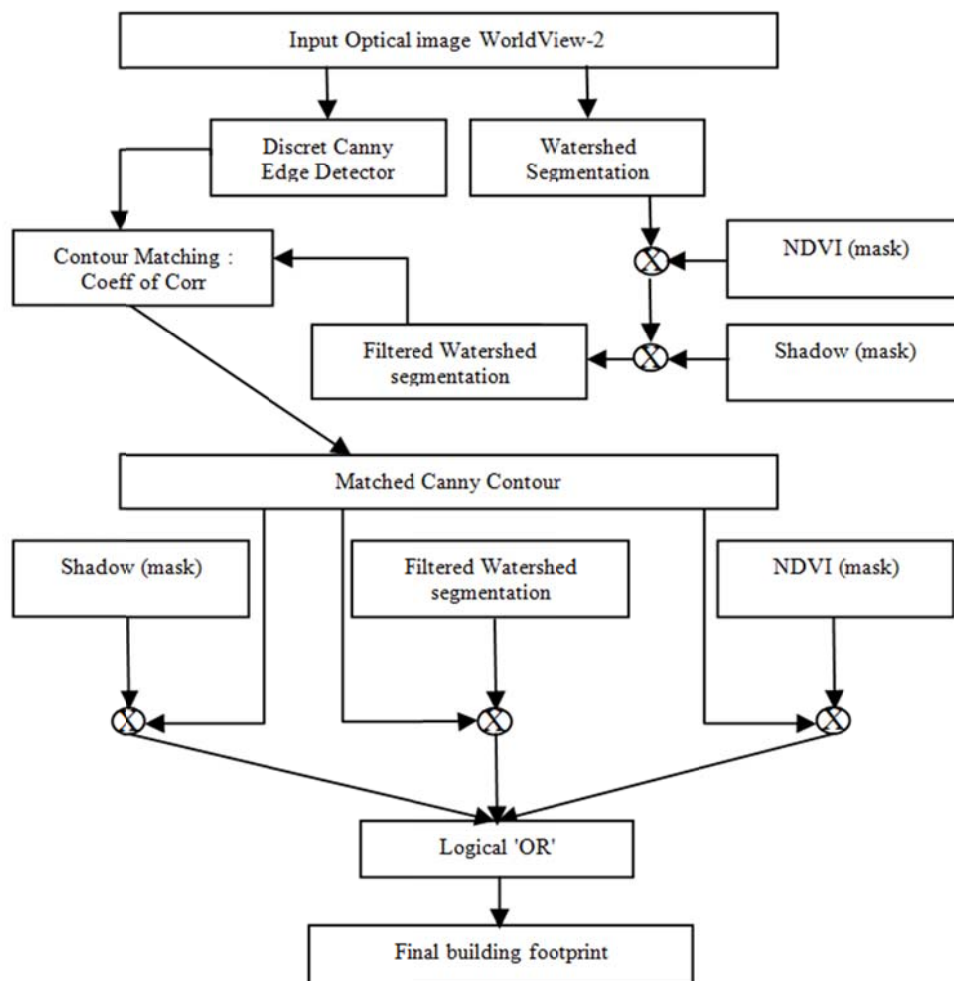 Input Optical image WorldView-2
Discret Canny
Edge Detector
Watershed
Segmentation
Contour Matching :
Coeff of Corr
X
NDVI (mask)
Filtered Watershed
segmentation
X
Shadow (mask)
Matched Canny Contour
Shadow (mask)
Filtered Watershed
segmentation
NDVI (mask)
X
X
X
Logical 'OR'
Final building footprint